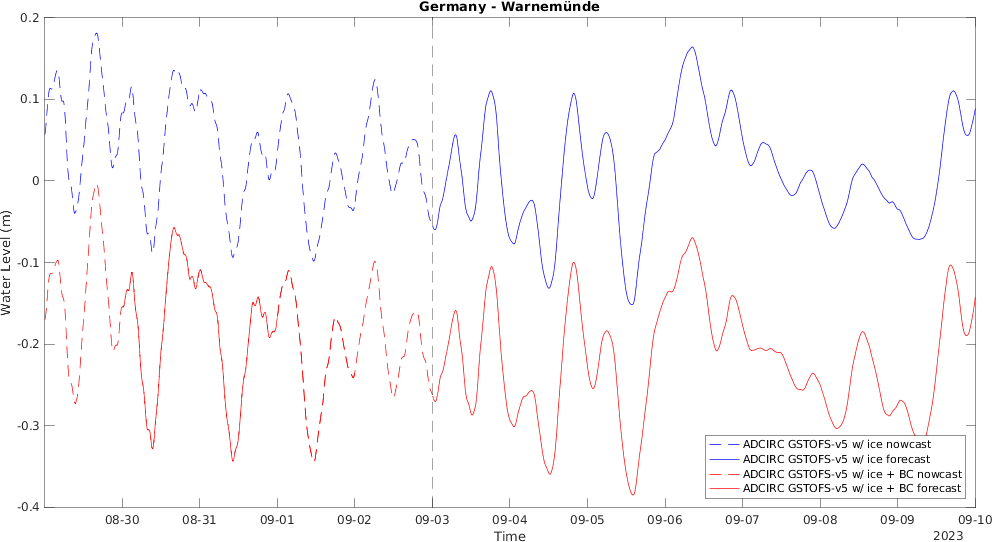 Germany - Warnemünde
Water Level (m)
0.2
0.1
0
-0.1
-0.2
-0.3
-0.4
ADCIRC GSTOFS-v5 w/ ice nowcast
ADCIRC GSTOFS-v5 w/ ice forecast
ADCIRC GSTOFS-v5 w/ ice + BC nowcast
ADCIRC GSTOFS-v5 w/ ice + BC forecast
08-30 08-31 09-01 09-02 09-03 09-04 09-05 09-06 09-07 09-08 09-09 09-10
Time
2023